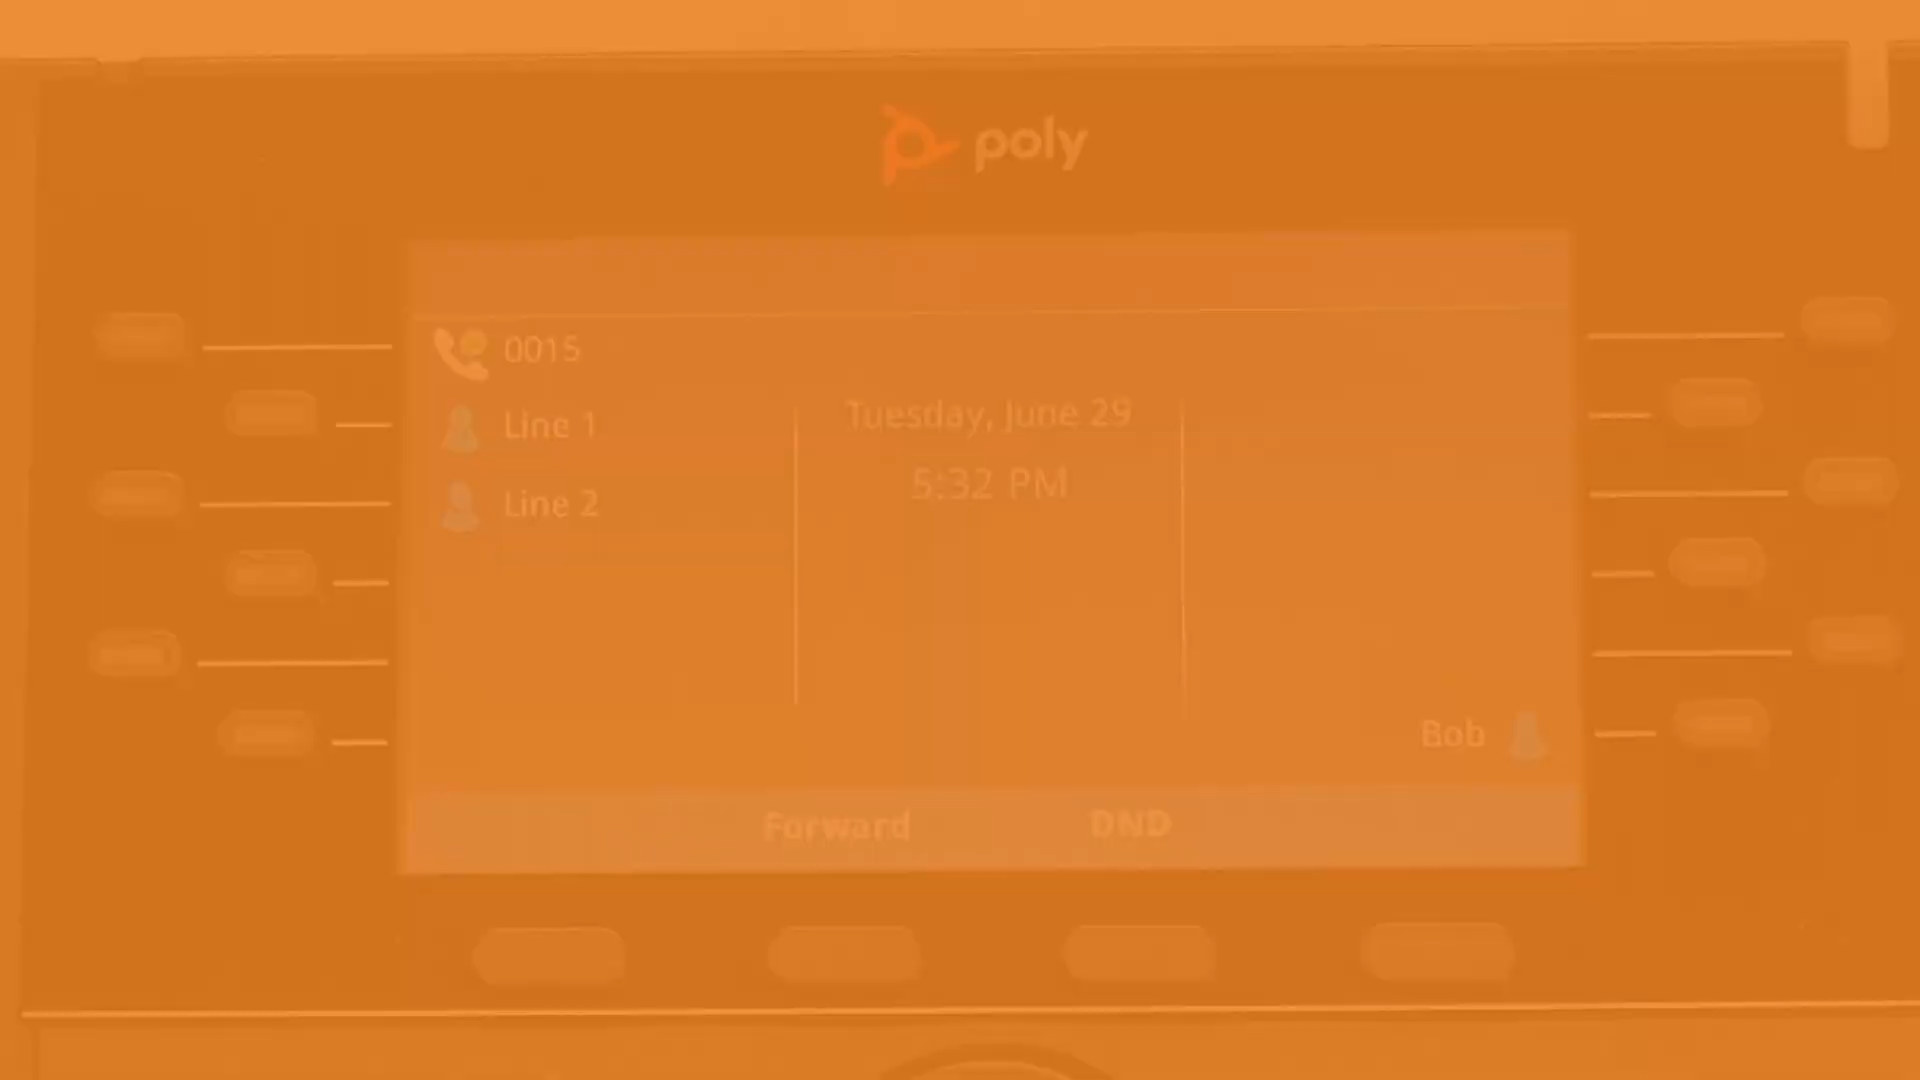 poly
0015
Line 1
Line 2
Tuesday, June 29
5:32 PM
Bob
Forward
DND